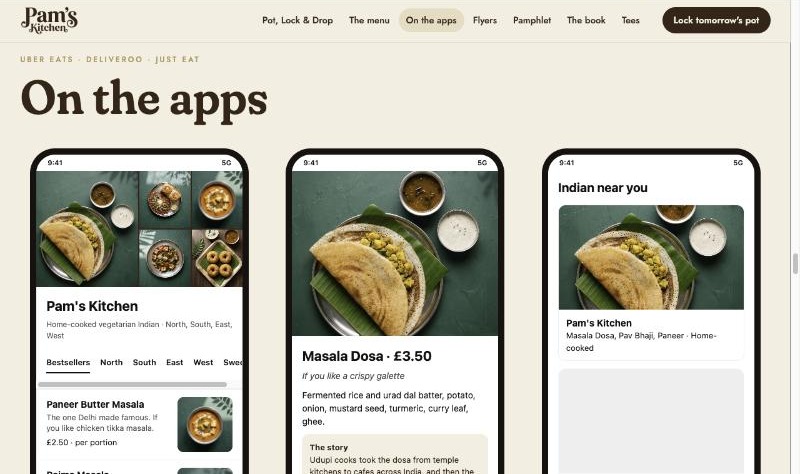 Pam's
Kitchen
Pot, Lock & Drop
The menu
On the apps
Flyers
Pamphlet
The book
Tees
Lock tomorrow's pot
UBER EATS · DELIVEROO · JUST EAT
On the apps
9:41
5G
Pam's Kitchen
Home-cooked vegetarian Indian · North, South, East,
West
Bestsellers
North
South
East
West
Paneer Butter Masala
The one Delhi made famous. If
you like chicken tikka masala.
£2.50 · per portion
9:41
5G
Masala Dosa · £3.50
If you like a crispy galette
Fermented rice and urad dal batter, potato,
onion, mustard seed, turmeric, curry leaf,
ghee.
The story
Udupi cooks took the dosa from temple
kitchens to cafes across India, and then the
9:41
5G
Indian near you
Pam's Kitchen
Masala Dosa, Pav Bhaji, Paneer · Home-
cooked